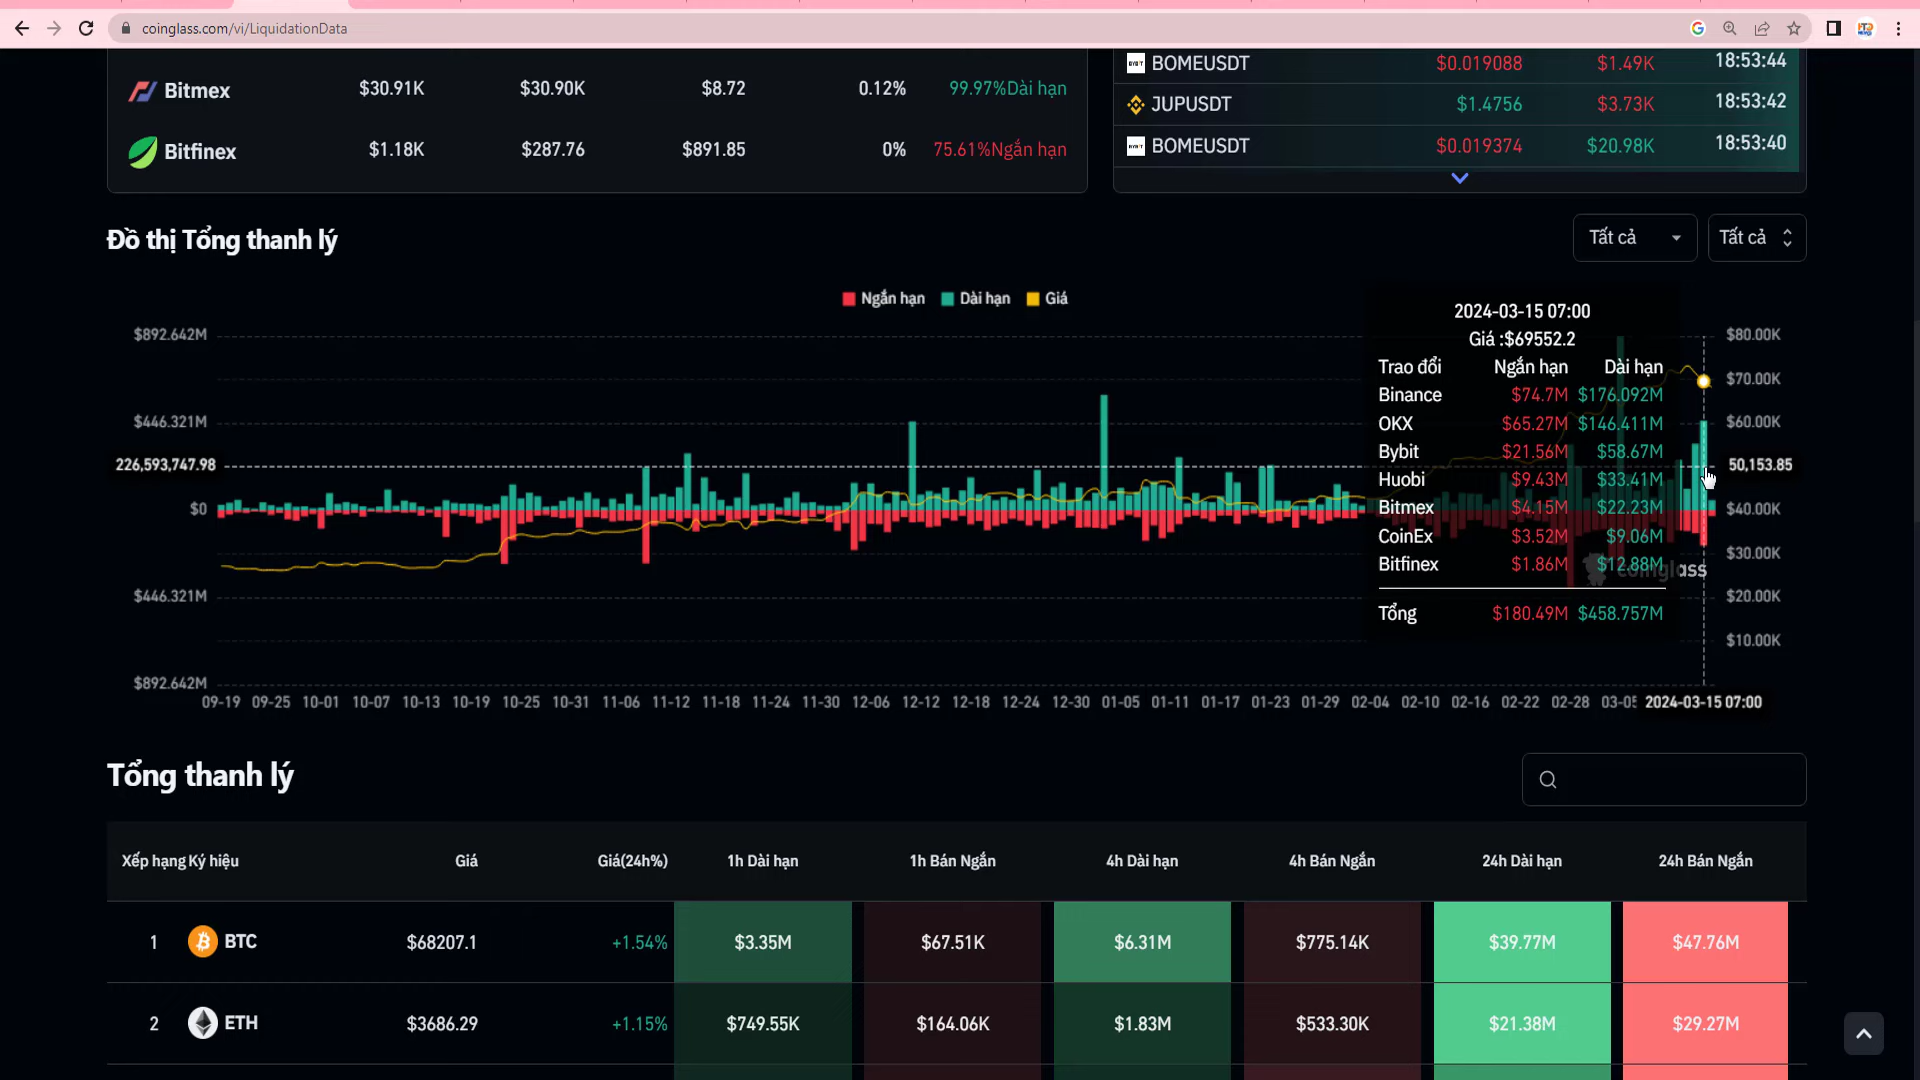 coinglass.com/vi/LiquidationData
Bitmex $30.91K $30.90K $8.72 0.12% 99.97%Dài hạn
Bitfinex $1.18K $287.76 $891.85 0% 75.61%Ngắn hạn
BOMEUSDT $0.019088 $1.49K 18:53:44
JUPUSDT $1.4756 $3.73K 18:53:42
BOMEUSDT $0.019374 $20.98K 18:53:40
Đồ thị Tổng thanh lý
Tất cả Tất cả
Ngắn hạn Dài hạn Giá
2024-03-15 07:00
Giá :$69552.2
Trao đổi Ngắn hạn Dài hạn
Binance $74.7M $176.092M
OKX $65.27M $146.411M
Bybit $21.56M $58.67M
Huobi $9.43M $33.41M
Bitmex $4.15M $22.23M
CoinEx $3.52M $9.06M
Bitfinex $1.86M $12.88M
Tổng $180.49M $458.757M
coinglass
$892.642M
$446.321M
226,593,747.98
$0
$446.321M
$892.642M
$80.00K
$70.00K
$60.00K
50,153.85
$40.00K
$30.00K
$20.00K
$10.00K
09-19 09-25 10-01 10-07 10-13 10-19 10-25 10-31 11-06 11-12 11-18 11-24 11-30 12-06 12-12 12-18 12-24 12-30 01-05 01-11 01-17 01-23 01-29 02-04 02-10 02-16 02-22 02-28 03-05 2024-03-15 07:00
Tổng thanh lý
Xếp hạng Ký hiệu Giá Giá(24h%) 1h Dài hạn 1h Bán Ngắn 4h Dài hạn 4h Bán Ngắn 24h Dài hạn 24h Bán Ngắn
1 BTC $68207.1 +1.54% $3.35M $67.51K $6.31M $775.14K $39.77M $47.76M
2 ETH $3686.29 +1.15% $749.55K $164.06K $1.83M $533.30K $21.38M $29.27M